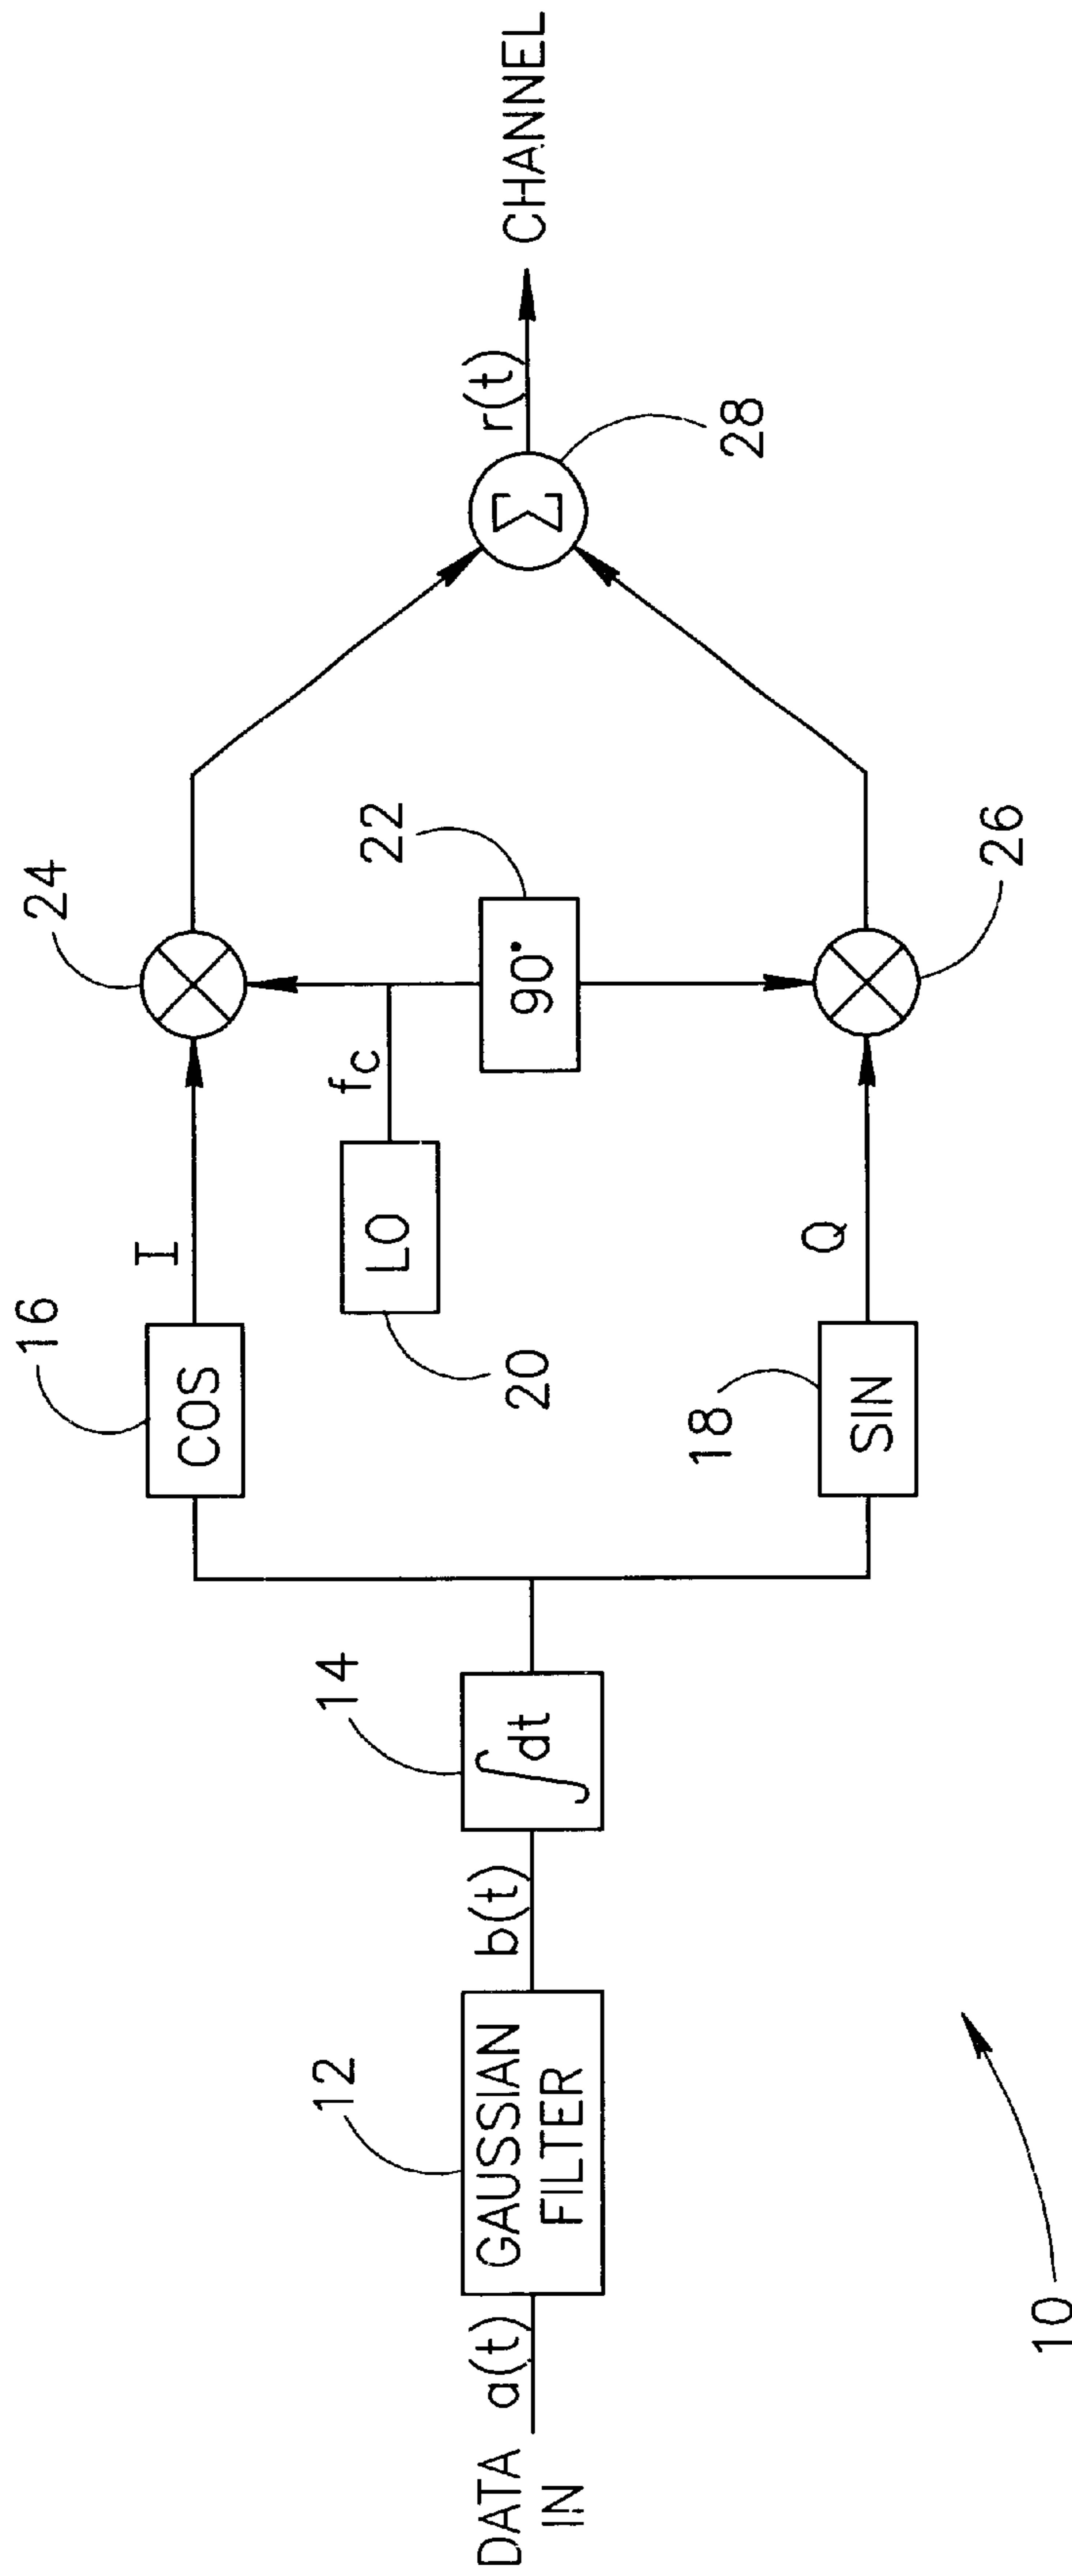 DATA
IN
a(t)
12
GAUSSIAN
FILTER
b(t)
14
∫dt
16
COS
I
18
SIN
Q
20
LO
fC
22
90°
24
26
Σ
28
r(t)
CHANNEL
10